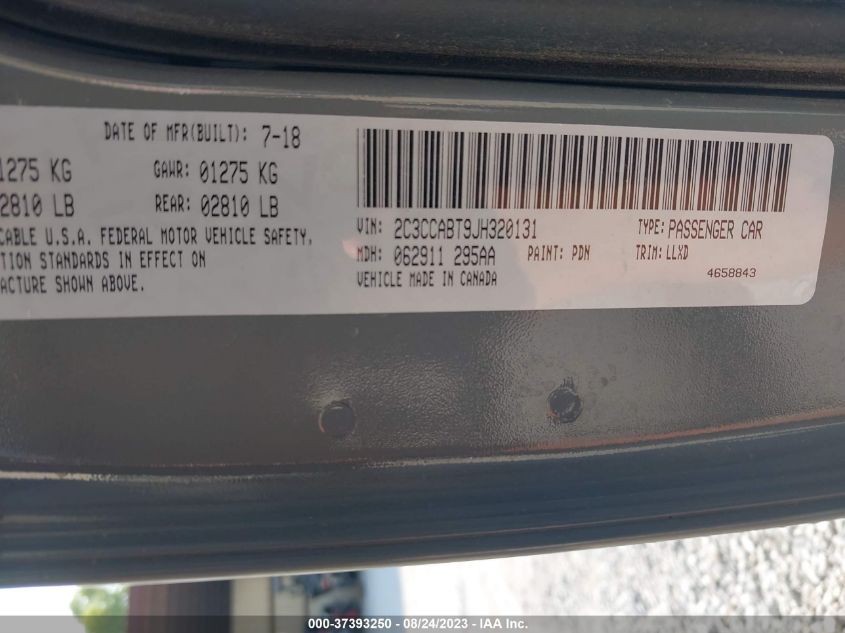 DATE OF MFR(BUILT): 7-18
1275 KG GAWR: 01275 KG
2810 LB REAR: 02810 LB
CABLE U.S.A. FEDERAL MOTOR VEHICLE SAFETY,
TION STANDARDS IN EFFECT ON
ACTURE SHOWN ABOVE.
VIN: 2C3CCABT9JH320131 TYPE: PASSENGER CAR
MDH: 062911 295AA PAINT: PDN TRIM: LLXD
VEHICLE MADE IN CANADA 4658843
000-37393250 - 08/24/2023 - IAA Inc.